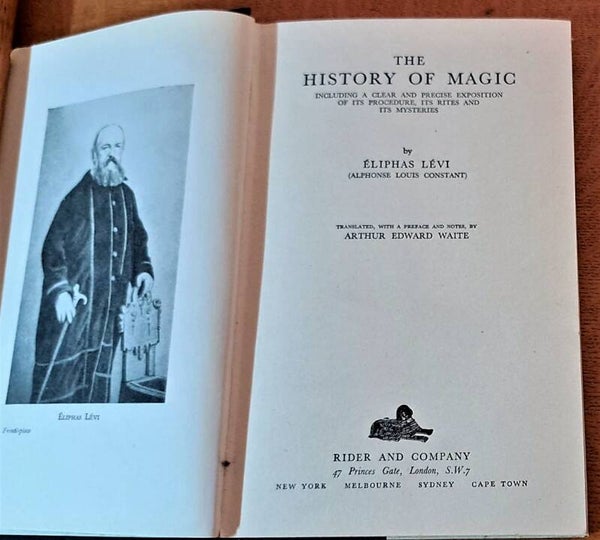 ÉLIPHAS LÉVI
Frontispiece
THE
HISTORY OF MAGIC
INCLUDING A CLEAR AND PRECISE EXPOSITION
OF ITS PROCEDURE, ITS RITES AND
ITS MYSTERIES
by
ÉLIPHAS LÉVI
(ALPHONSE LOUIS CONSTANT)
TRANSLATED, WITH A PREFACE AND NOTES, BY
ARTHUR EDWARD WAITE
RIDER AND COMPANY
47 Princes Gate, London, S.W.7
NEW YORK MELBOURNE SYDNEY CAPE TOWN